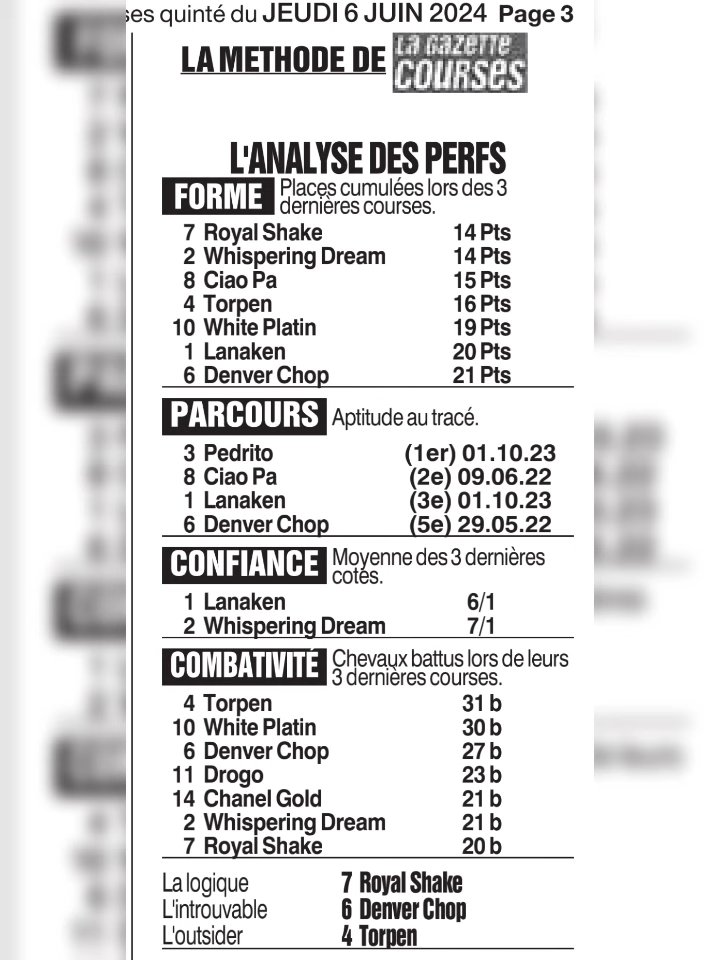 ses quinté du JEUDI 6 JUIN 2024 Page 3
LA METHODE DE La Gazette
COURSES
L'ANALYSE DES PERFS
FORME Places cumulées lors des 3
dernières courses.
7 Royal Shake 14 Pts
2 Whispering Dream 14 Pts
8 Ciao Pa 15 Pts
4 Torpen 16 Pts
10 White Platin 19 Pts
1 Lanaken 20 Pts
6 Denver Chop 21 Pts
PARCOURS Aptitude au tracé.
3 Pedrito (1er) 01.10.23
8 Ciao Pa (2e) 09.06.22
1 Lanaken (3e) 01.10.23
6 Denver Chop (5e) 29.05.22
CONFIANCE Moyenne des 3 dernières
cotes.
1 Lanaken 6/1
2 Whispering Dream 7/1
COMBATIVITÉ Chevaux battus lors de leurs
3 dernières courses.
4 Torpen 31 b
10 White Platin 30 b
6 Denver Chop 27 b
11 Drogo 23 b
14 Chanel Gold 21 b
2 Whispering Dream 21 b
7 Royal Shake 20 b
La logique 7 Royal Shake
L'introuvable 6 Denver Chop
L'outsider 4 Torpen